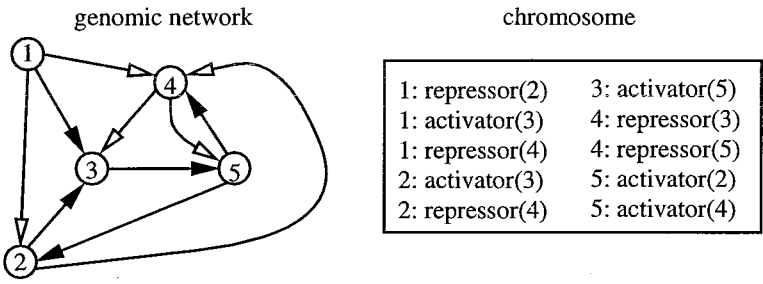 genomic network
chromosome
1
4
3
5
2
1: repressor(2)
1: activator(3)
1: repressor(4)
2: activator(3)
2: repressor(4)
3: activator(5)
4: repressor(3)
4: repressor(5)
5: activator(2)
5: activator(4)